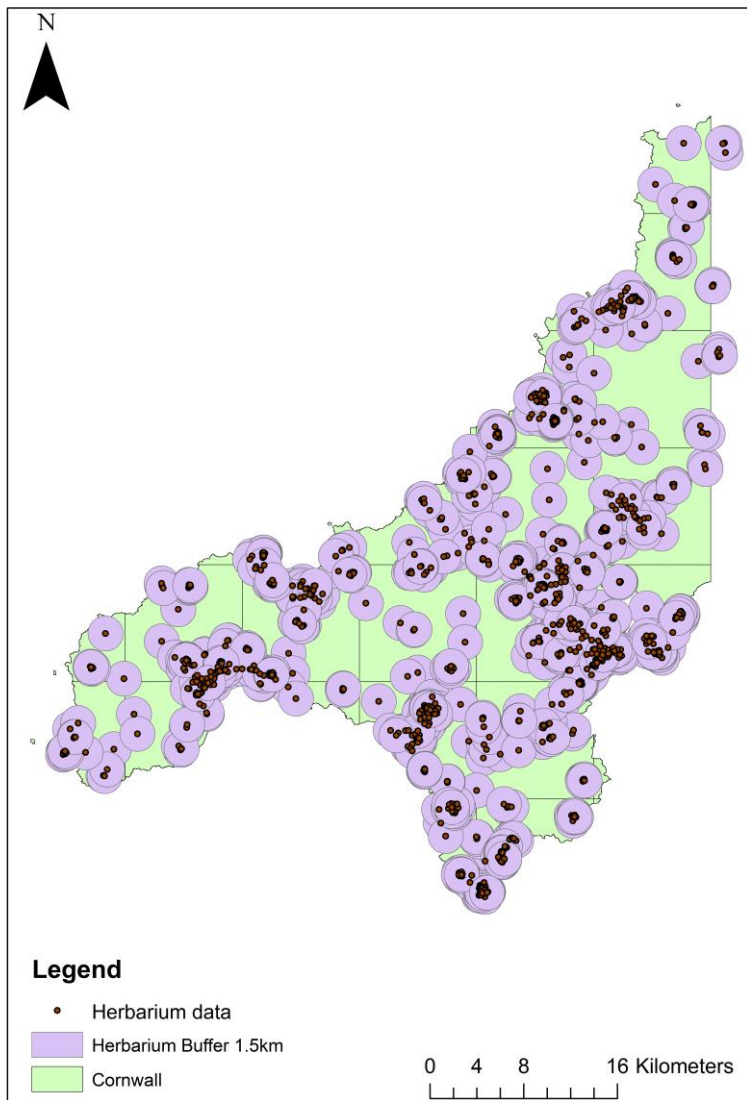 N
Legend
Herbarium data
Herbarium Buffer 1.5km
Cornwall
0 4 8 16 Kilometers